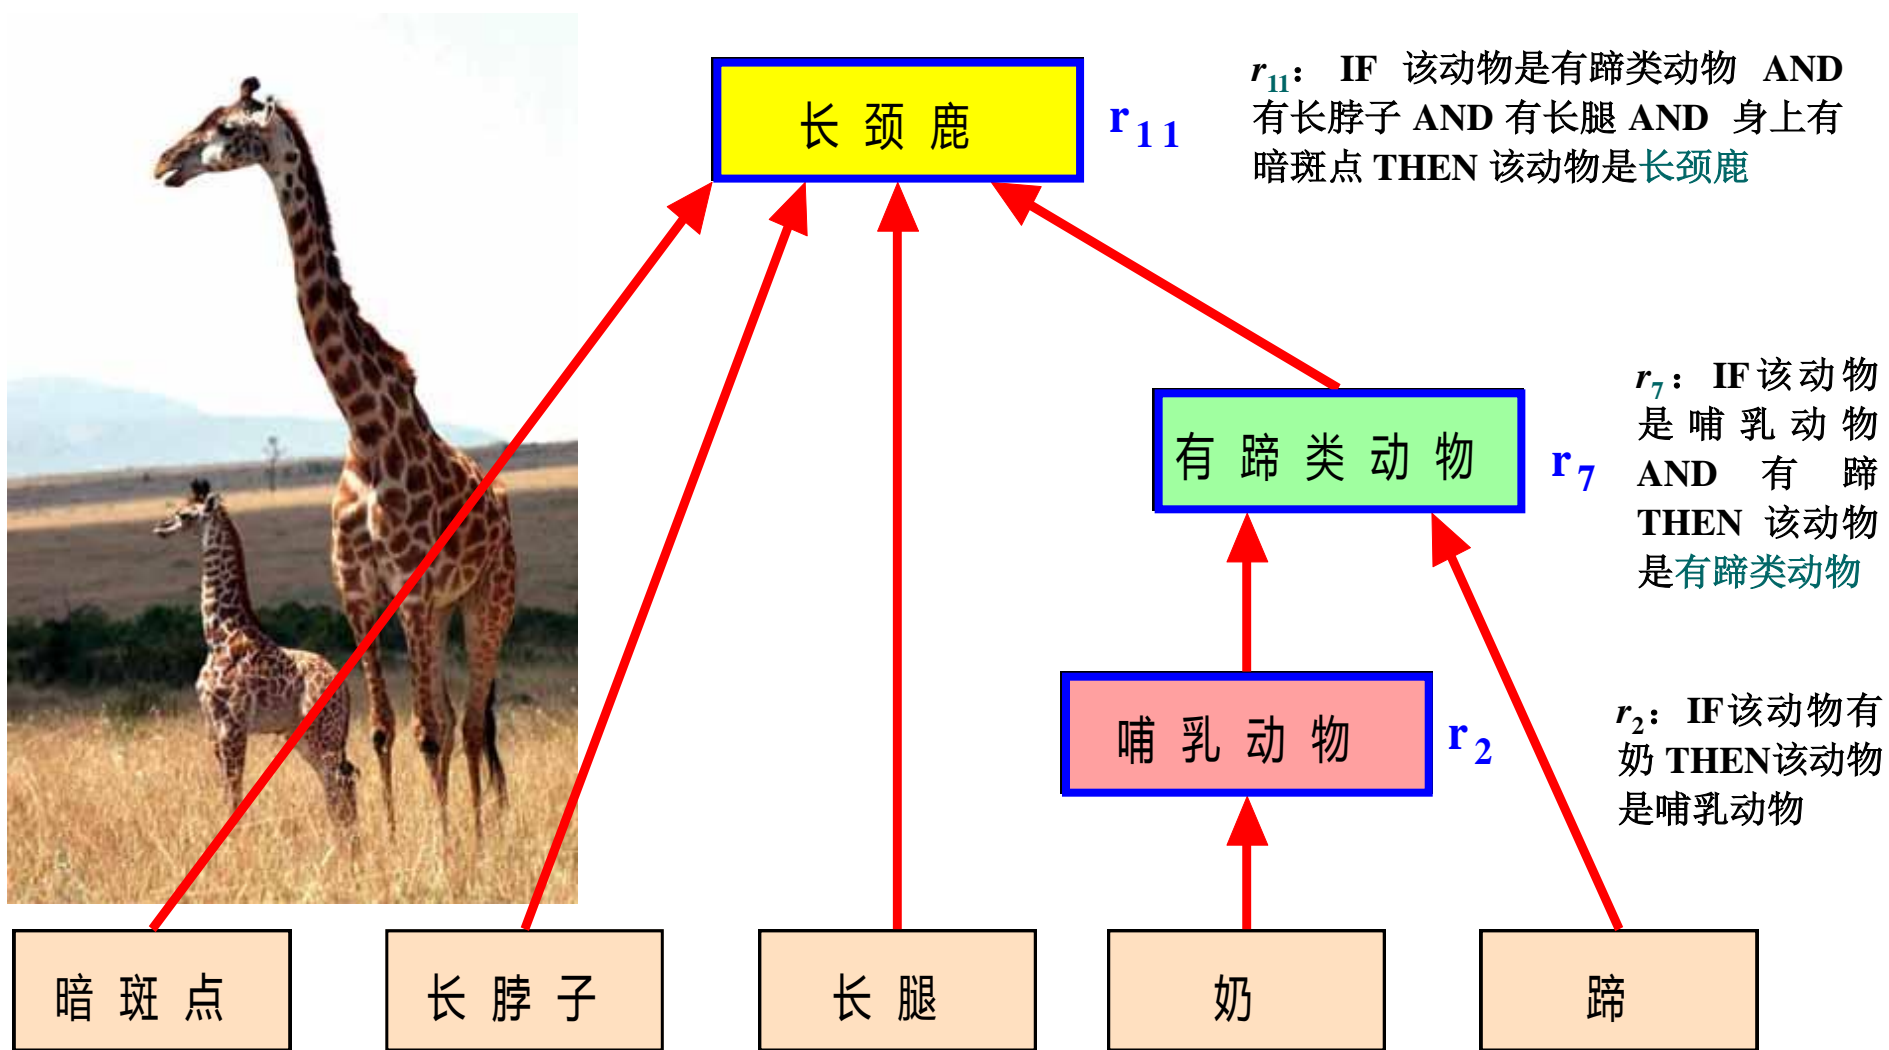 长颈鹿
r11
r11： IF 该动物是有蹄类动物 AND
有长脖子 AND 有长腿 AND 身上有
暗斑点 THEN 该动物是长颈鹿
有蹄类动物
r7
r7：IF该动物
是哺乳动物
AND 有蹄
THEN 该动物
是有蹄类动物
哺乳动物
r2
r2：IF该动物有
奶 THEN该动物
是哺乳动物
暗斑点
长脖子
长腿
奶
蹄